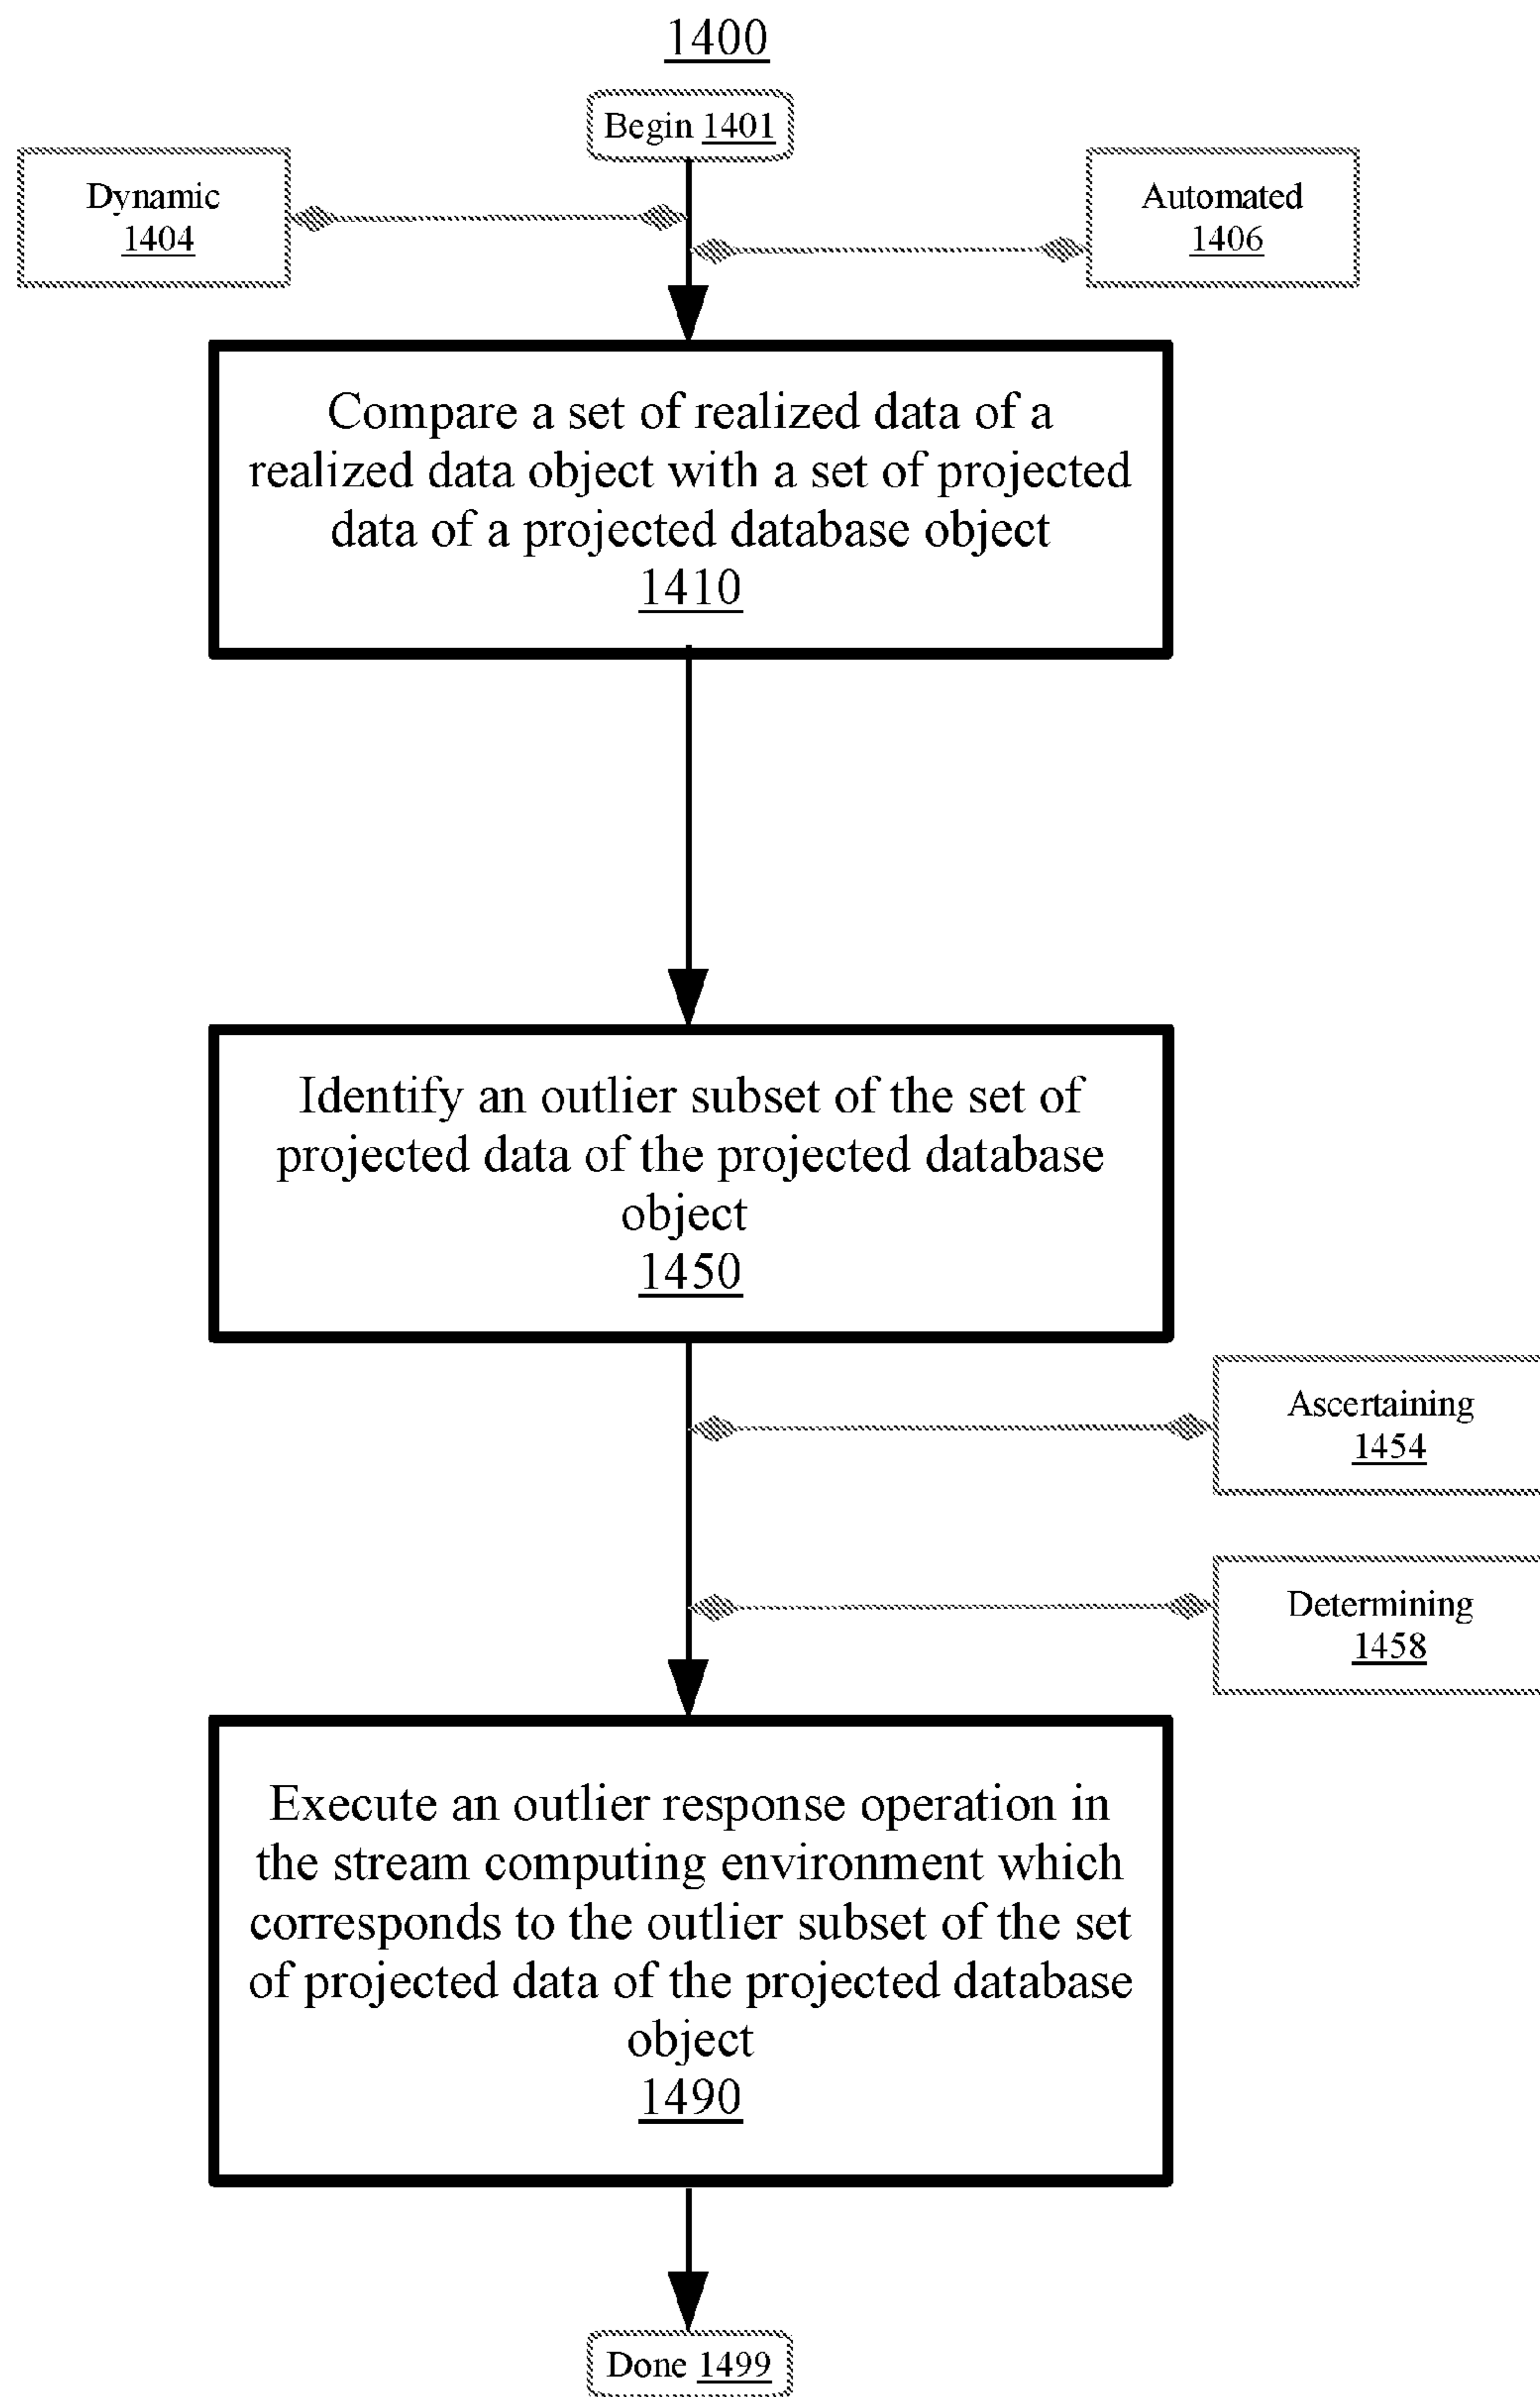 1400
Begin 1401
Dynamic
1404
Automated
1406
Compare a set of realized data of a
realized data object with a set of projected
data of a projected database object
1410
Identify an outlier subset of the set of
projected data of the projected database
object
1450
Ascertaining
1454
Determining
1458
Execute an outlier response operation in
the stream computing environment which
corresponds to the outlier subset of the set
of projected data of the projected database
object
1490
Done 1499